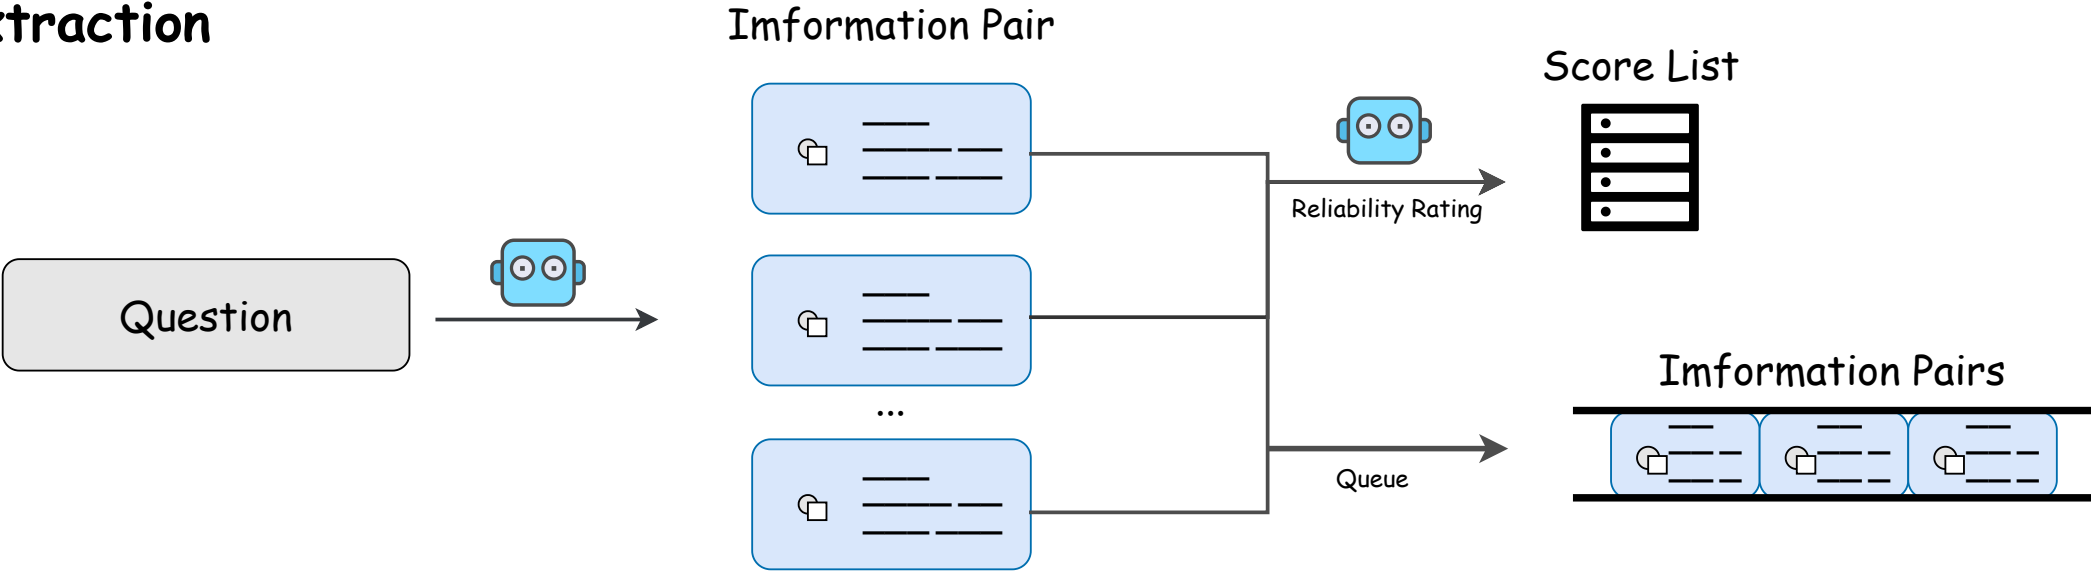 traction
Imformation Pair
Score List
Reliability Rating
Question
...
Imformation Pairs
Queue